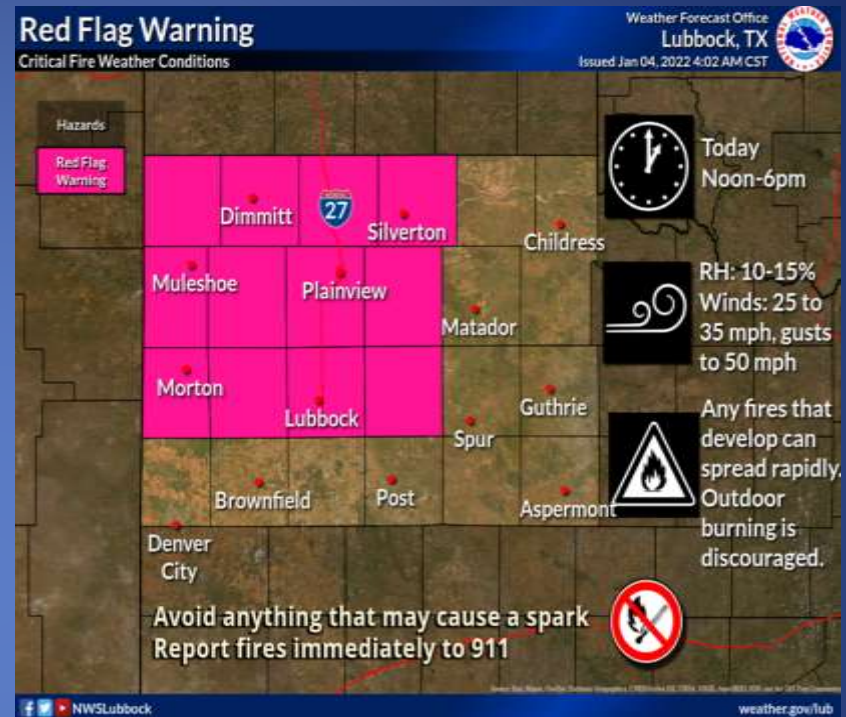 Red Flag Warning
Critical Fire Weather Conditions
Weather Forecast Office
Lubbock, TX
Issued Jan 04, 2022 4:02 AM CST
Hazards
Red Flag
Warning
Dimmitt
27
Silverton
Childress
Muleshoe
Plainview
Matador
Morton
Lubbock
Guthrie
Spur
Brownfield
Post
Aspermont
Denver
City
Today
Noon-6pm
RH: 10-15%
Winds: 25 to
35 mph, gusts
to 50 mph
Any fires that
develop can
spread rapidly.
Outdoor
burning is
discouraged.
Avoid anything that may cause a spark
Report fires immediately to 911
NWSLubbock
weather.gov/lub